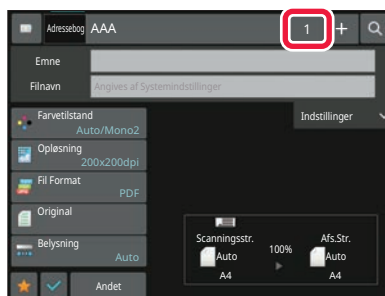 Adressebog AAA 1 +
Emne
Filnavn Angives af Systemindstillinger
Farvetilstand
Auto/Mono2
Indstillinger
Opløsning
200x200dpi
Fil Format
PDF
Original
Belysning
Auto
Scanningsstr. 100% Afs.Str.
Auto Auto
A4 A4
Andet